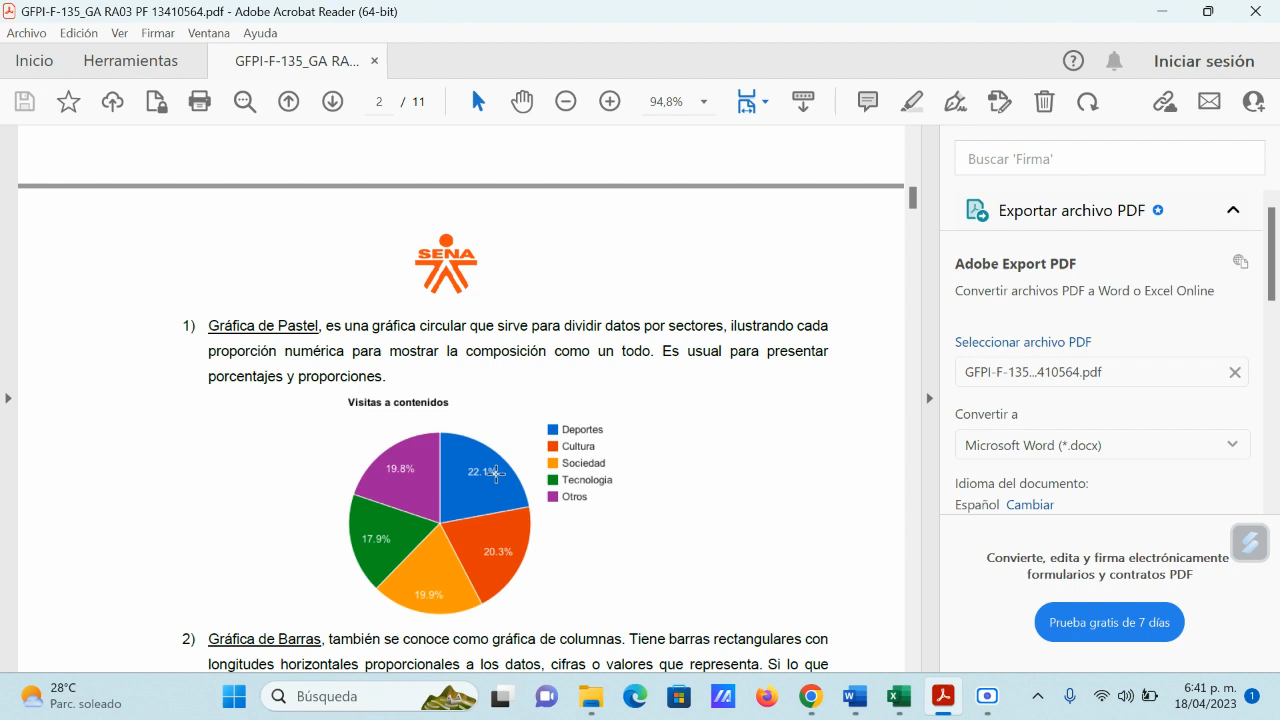 GFPI-F-135_GA RA03 PF 13410564.pdf - Adobe Acrobat Reader (64-bit)
Archivo Edición Ver Firmar Ventana Ayuda
Inicio Herramientas GFPI-F-135_GA RA... × Iniciar sesión
2 / 11 94,8%
Buscar 'Firma'
Exportar archivo PDF
Adobe Export PDF
Convertir archivos PDF a Word o Excel Online
Seleccionar archivo PDF
GFPI-F-135...410564.pdf
Convertir a
Microsoft Word (*.docx)
Idioma del documento:
Español Cambiar
Convierte, edita y firma electrónicamente
formularios y contratos PDF
Prueba gratis de 7 días
SENA
1) Gráfica de Pastel, es una gráfica circular que sirve para dividir datos por sectores, ilustrando cada
proporción numérica para mostrar la composición como un todo. Es usual para presentar
porcentajes y proporciones.
Visitas a contenidos
Deportes
Cultura
Sociedad
Tecnologia
Otros
19.8%
22.1%
17.9%
20.3%
19.9%
2) Gráfica de Barras, también se conoce como gráfica de columnas. Tiene barras rectangulares con
longitudes horizontales proporcionales a los datos, cifras o valores que representa. Si lo que
28°C
Parc. soleado
Búsqueda
6:41 p. m.
18/04/2023
1